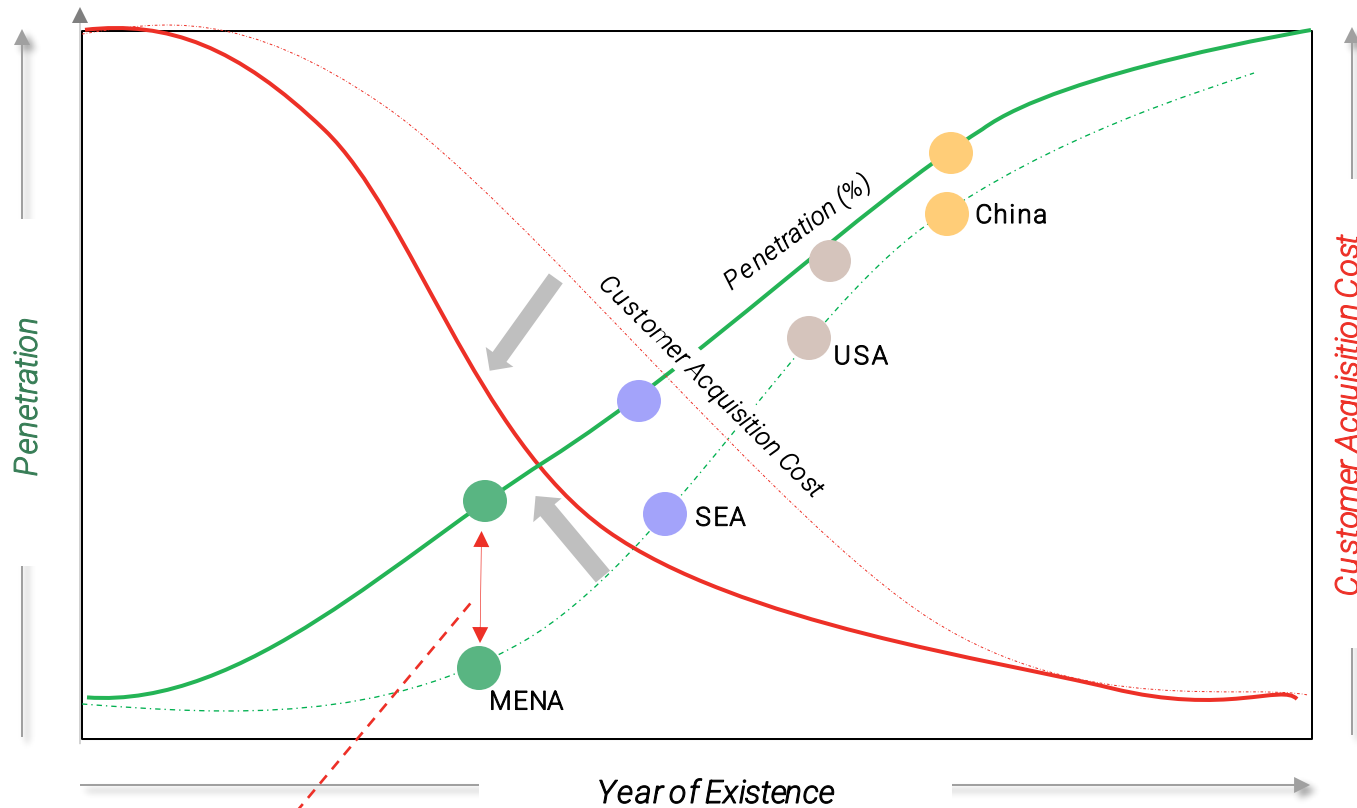 Penetration (%)
China
Customer Acquisition Cost
USA
SEA
MENA
Penetration
Customer Acquisition Cost
Year of Existence